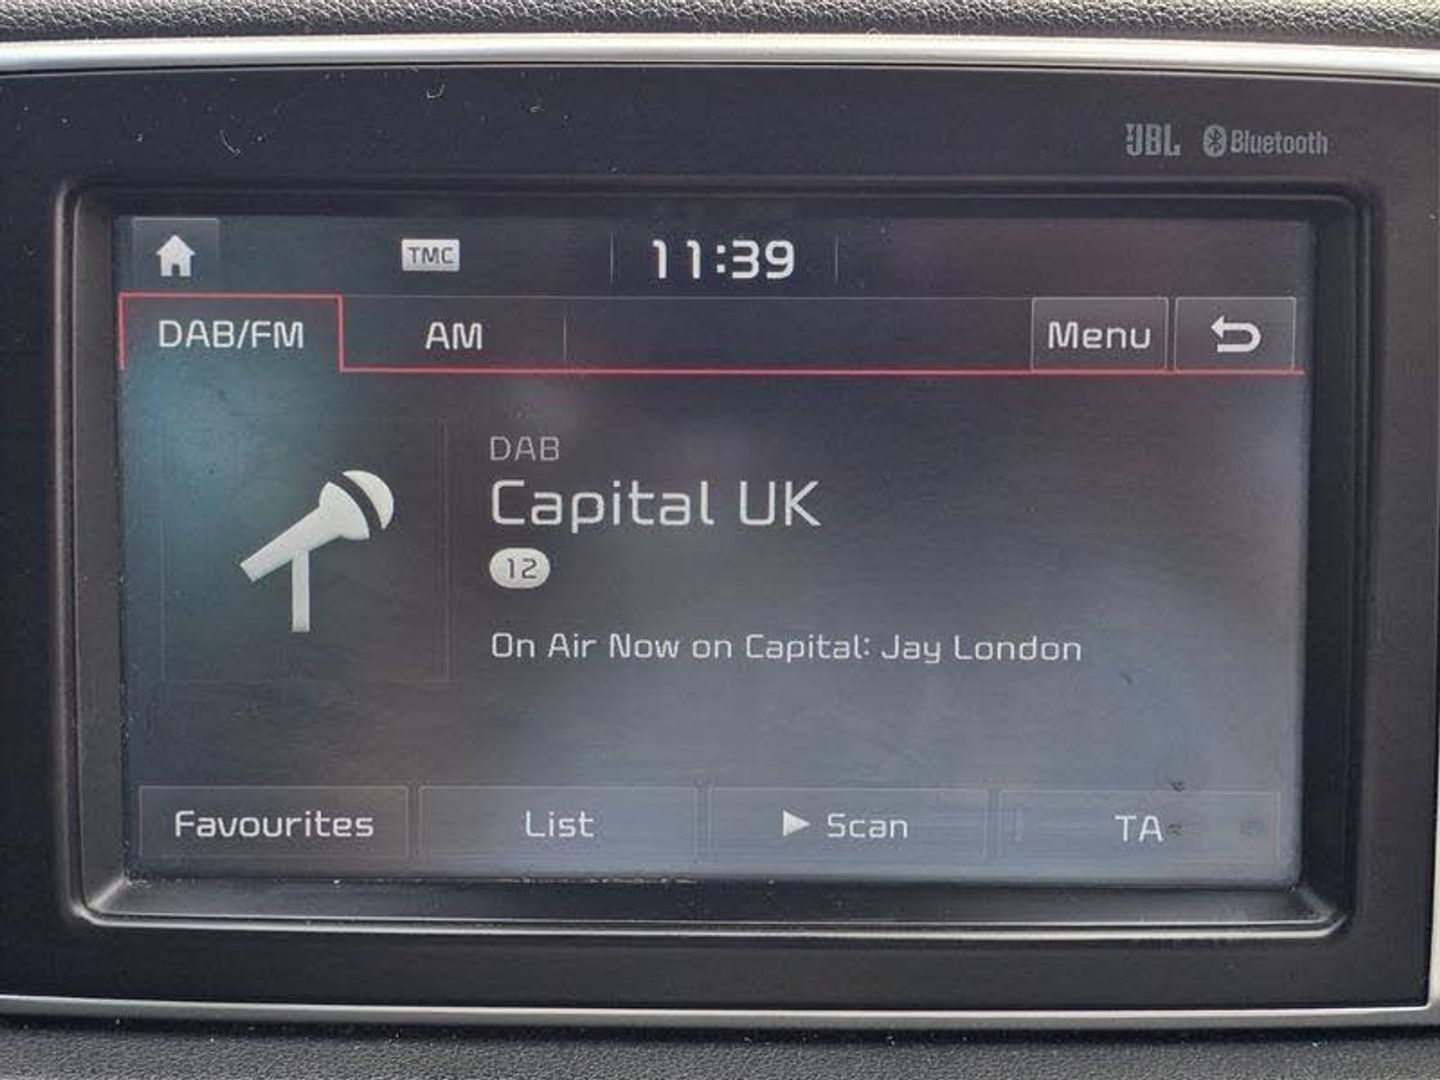 JBL Bluetooth
TMC 11:39
DAB/FM AM Menu
DAB
Capital UK
12
On Air Now on Capital: Jay London
Favourites List Scan TA